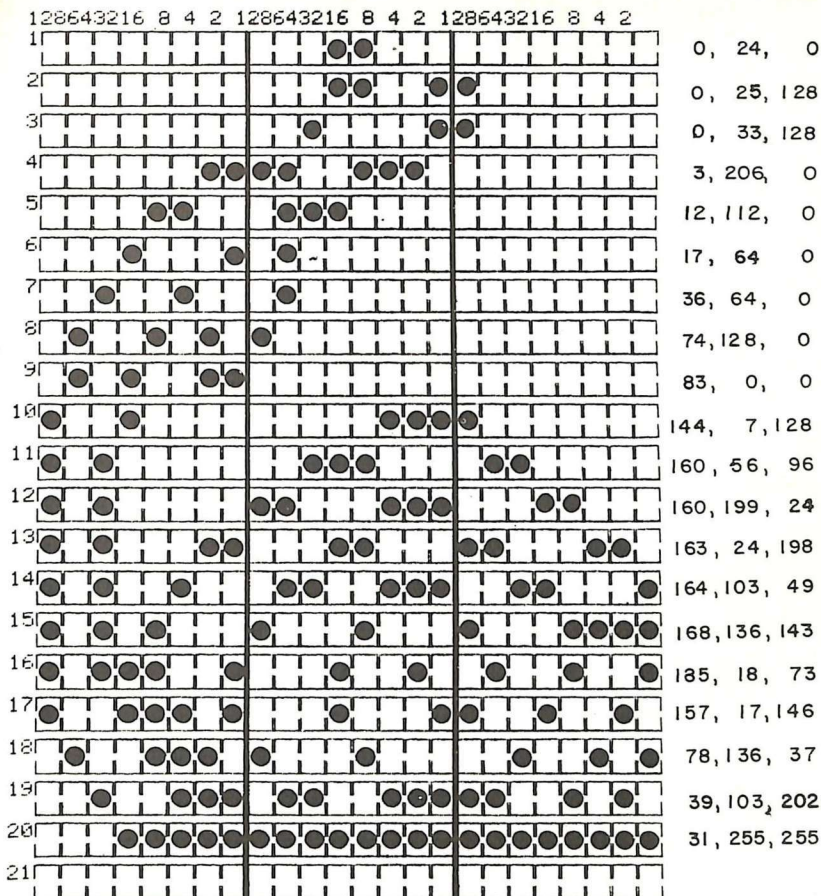 128643216 8 4 2 128643216 8 4 2 128643216 8 4 2
1 0, 24, 0
2 0, 25, 128
3 0, 33, 128
4 3, 206, 0
5 12, 112, 0
6 17, 64 0
7 36, 64, 0
8 74, 128, 0
9 83, 0, 0
10 144, 7, 128
11 160, 56, 96
12 160, 199, 24
13 163, 24, 198
14 164, 103, 49
15 168, 136, 143
16 185, 18, 73
17 157, 17, 146
18 78, 136, 37
19 39, 103, 202
20 31, 255, 255
21